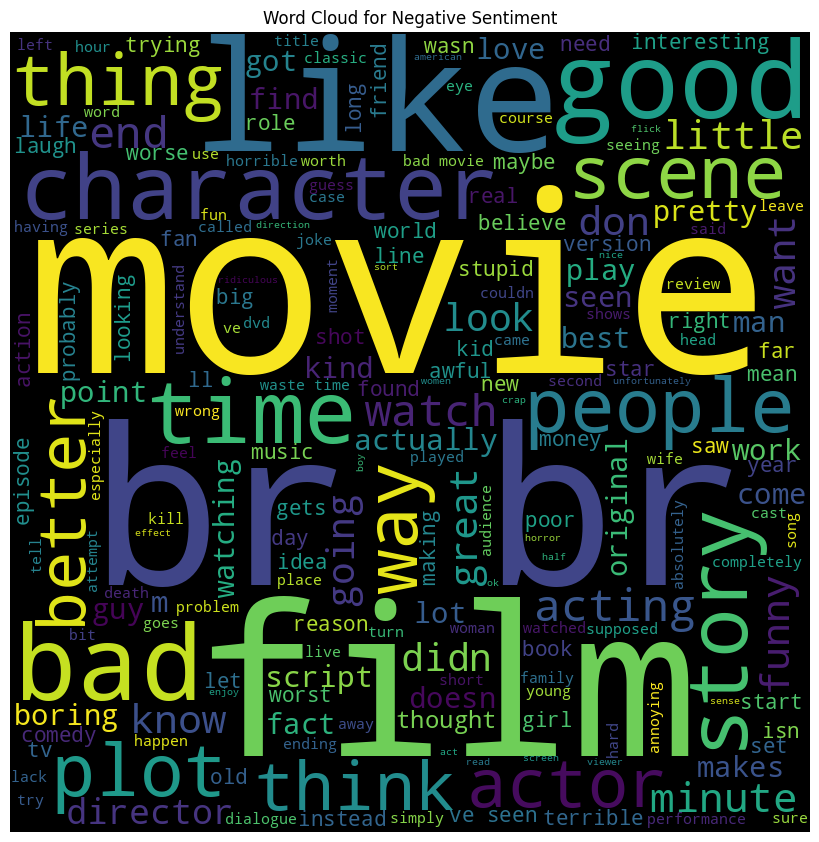 Word Cloud for Negative Sentiment
left hour trying title classic american wasn love need interesting
thing like good
got find friend long eye
word life end role course flick seeing little
laugh worse use horrible worth bad movie maybe
character guess case real scene
having series fun called direction believe don pretty leave
fan joke world line version said want
movie
sort nice stupid play seen review
action probably looking understand ridiculous big ve dvd moment couldn shows
look best right man
shot kid came head
kind awful star far
point ll waste time found new second unfortunately mean
wrong women crap
time watch people
better especially feel music boy actually played money saw work
episode watching gets way great audience original wife year come
br br
kill effect day going making poor horror half absolutely cast song
tell attempt idea place ok completely
death story funny
guy m problem lot acting
goes reason turn woman watched supposed
bad film didn book
bit let live script short doesn family young
enjoy worst sense start
boring know fact away thought girl hard annoying isn
comedy happen ending set
tv act read screen viewer makes
lack old plot think actor minute
try director dialogue instead simply ve seen terrible performance sure